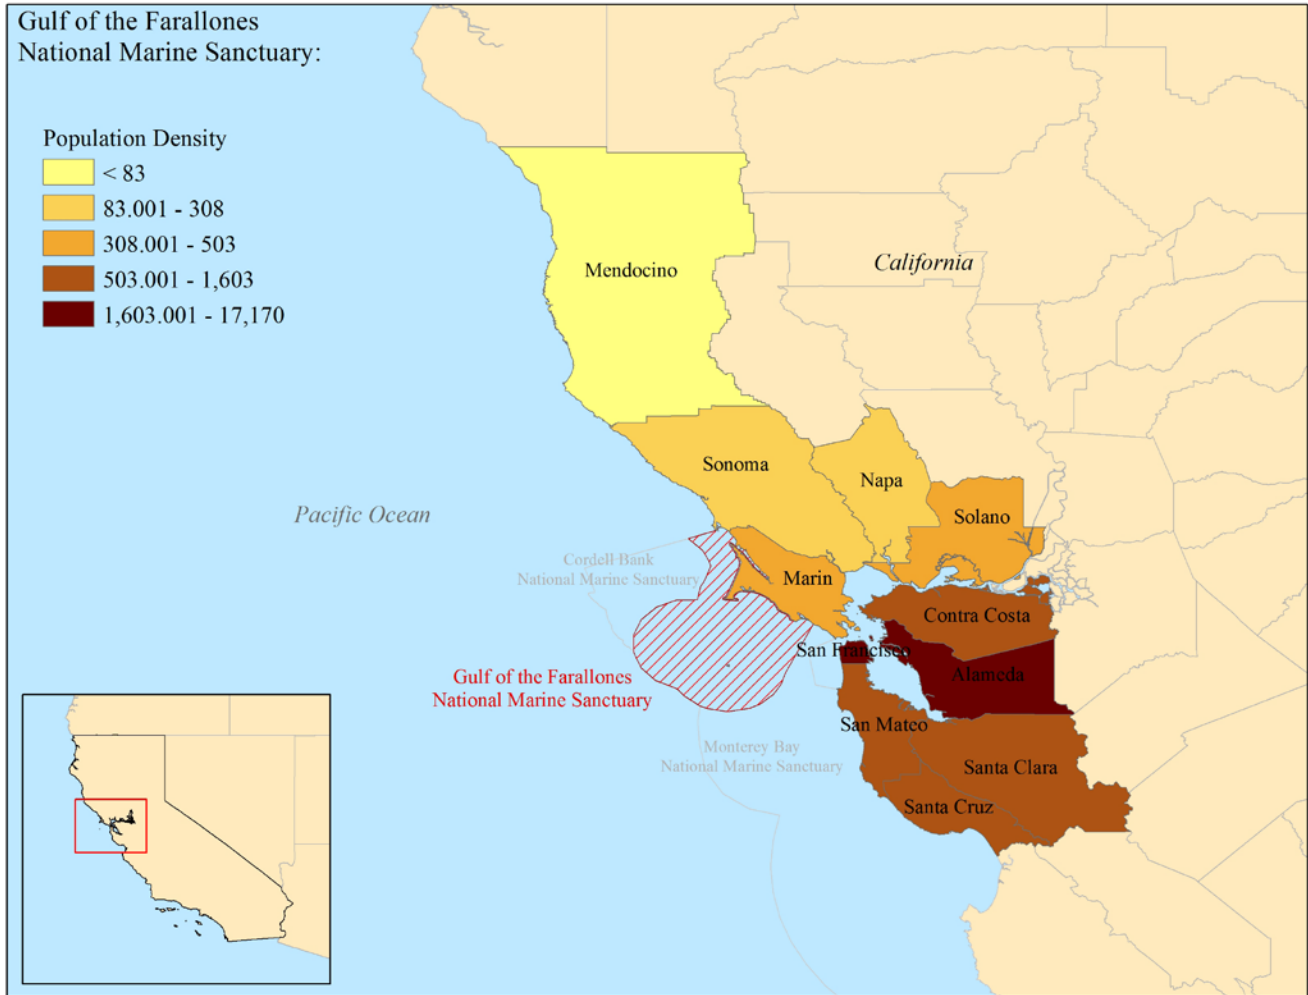 Gulf of the Farallones
National Marine Sanctuary:
Population Density
< 83
83.001 - 308
308.001 - 503
503.001 - 1,603
1,603.001 - 17,170
Mendocino
California
Sonoma
Napa
Solano
Pacific Ocean
Cordell Bank
National Marine Sanctuary
Marin
Contra Costa
San Francisco
Alameda
Gulf of the Farallones
National Marine Sanctuary
San Mateo
Monterey Bay
National Marine Sanctuary
Santa Clara
Santa Cruz